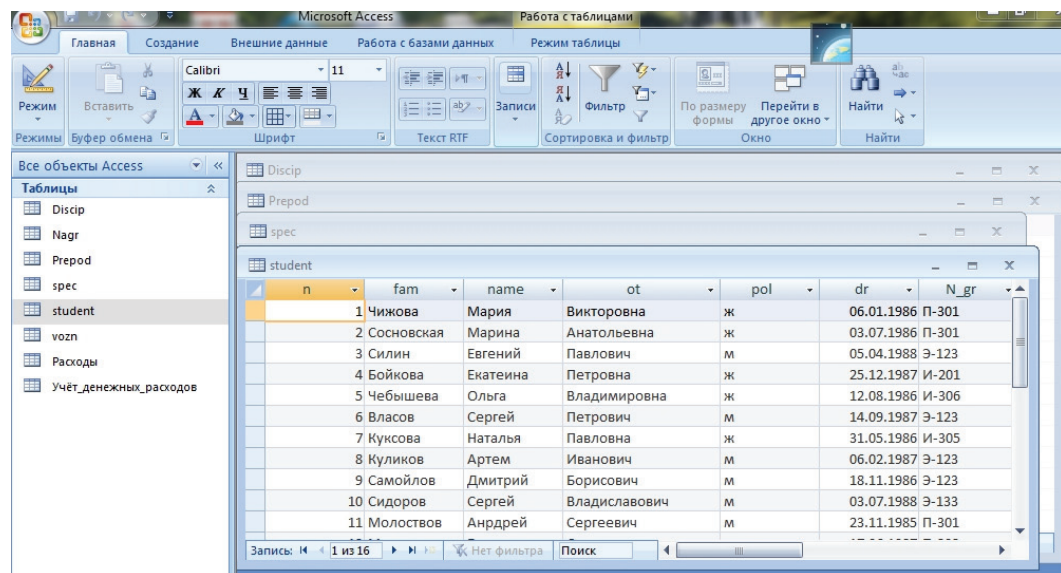 Microsoft Access Работа с таблицами
Главная Создание Внешние данные Работа с базами данных Режим таблицы
Calibri 11
Режим Вставить Ж К Ч Записи Фильтр По размеру формы Перейти в другое окно Найти
Режимы Буфер обмена Шрифт Текст RTF Сортировка и фильтр Окно Найти
Все объекты Access
Таблицы
Discip
Nagr
Prepod
spec
student
vozn
Расходы
Учёт_денежных_расходов
Discip
Prepod
spec
student
n fam name ot pol dr N_gr
1 Чижова Мария Викторовна ж 06.01.1986 П-301
2 Сосновская Марина Анатольевна ж 03.07.1986 П-301
3 Силин Евгений Павлович м 05.04.1988 Э-123
4 Бойкова Екатеина Петровна ж 25.12.1987 И-201
5 Чебышева Ольга Владимировна ж 12.08.1986 И-306
6 Власов Сергей Петрович м 14.09.1987 Э-123
7 Куксова Наталья Павловна ж 31.05.1986 И-305
8 Куликов Артем Иванович м 06.02.1987 Э-123
9 Самойлов Дмитрий Борисович м 18.11.1986 Э-123
10 Сидоров Сергей Владиславович м 03.07.1988 Э-133
11 Молоствов Анрдрей Сергеевич м 23.11.1985 П-301
Запись: 1 из 16 Нет фильтра Поиск